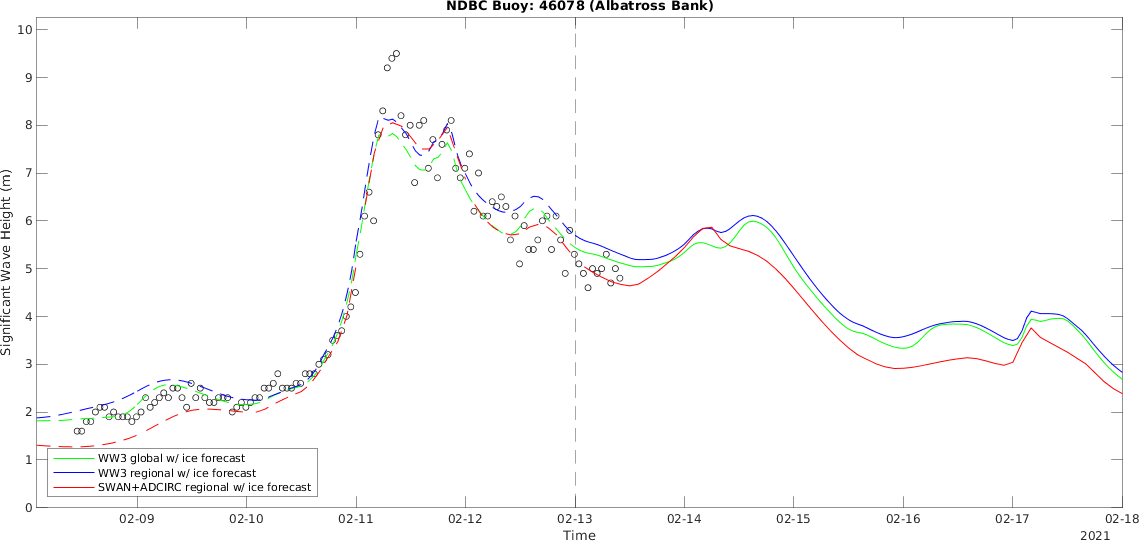 NDBC Buoy: 46078 (Albatross Bank)
10
9
8
7
6
5
4
3
2
1
0
Significant Wave Height (m)
WW3 global w/ ice forecast
WW3 regional w/ ice forecast
SWAN+ADCIRC regional w/ ice forecast
02-09 02-10 02-11 02-12 02-13 02-14 02-15 02-16 02-17 02-18
Time
2021